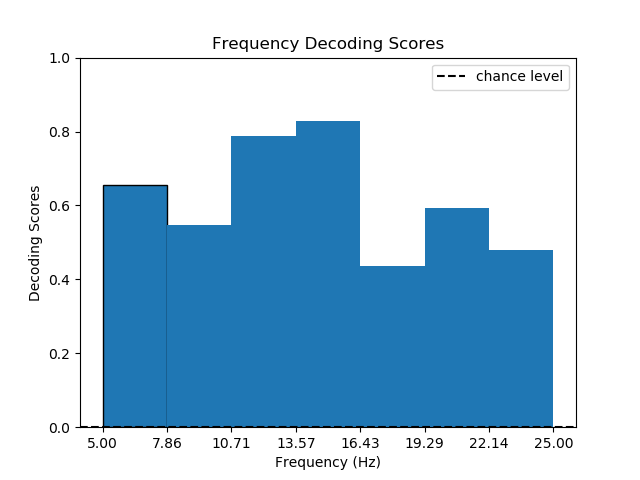 Frequency Decoding Scores
chance level
1.0
0.8
0.6
0.4
0.2
0.0
Decoding Scores
5.00 7.86 10.71 13.57 16.43 19.29 22.14 25.00
Frequency (Hz)